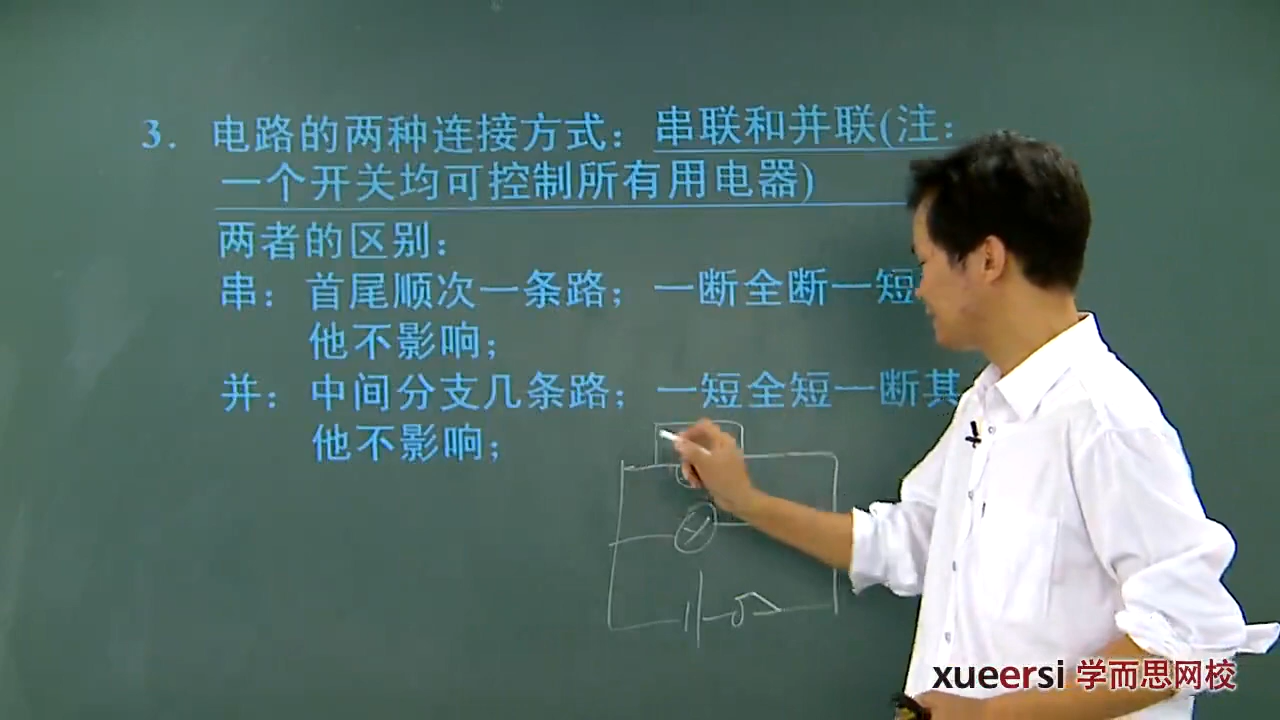 3. 电路的两种连接方式：串联和并联(注：
一个开关均可控制所有用电器)
两者的区别：
串：首尾顺次一条路；一断全断一短
他不影响；
并：中间分支几条路；一短全短一断其
他不影响；
xueersi 学而思网校